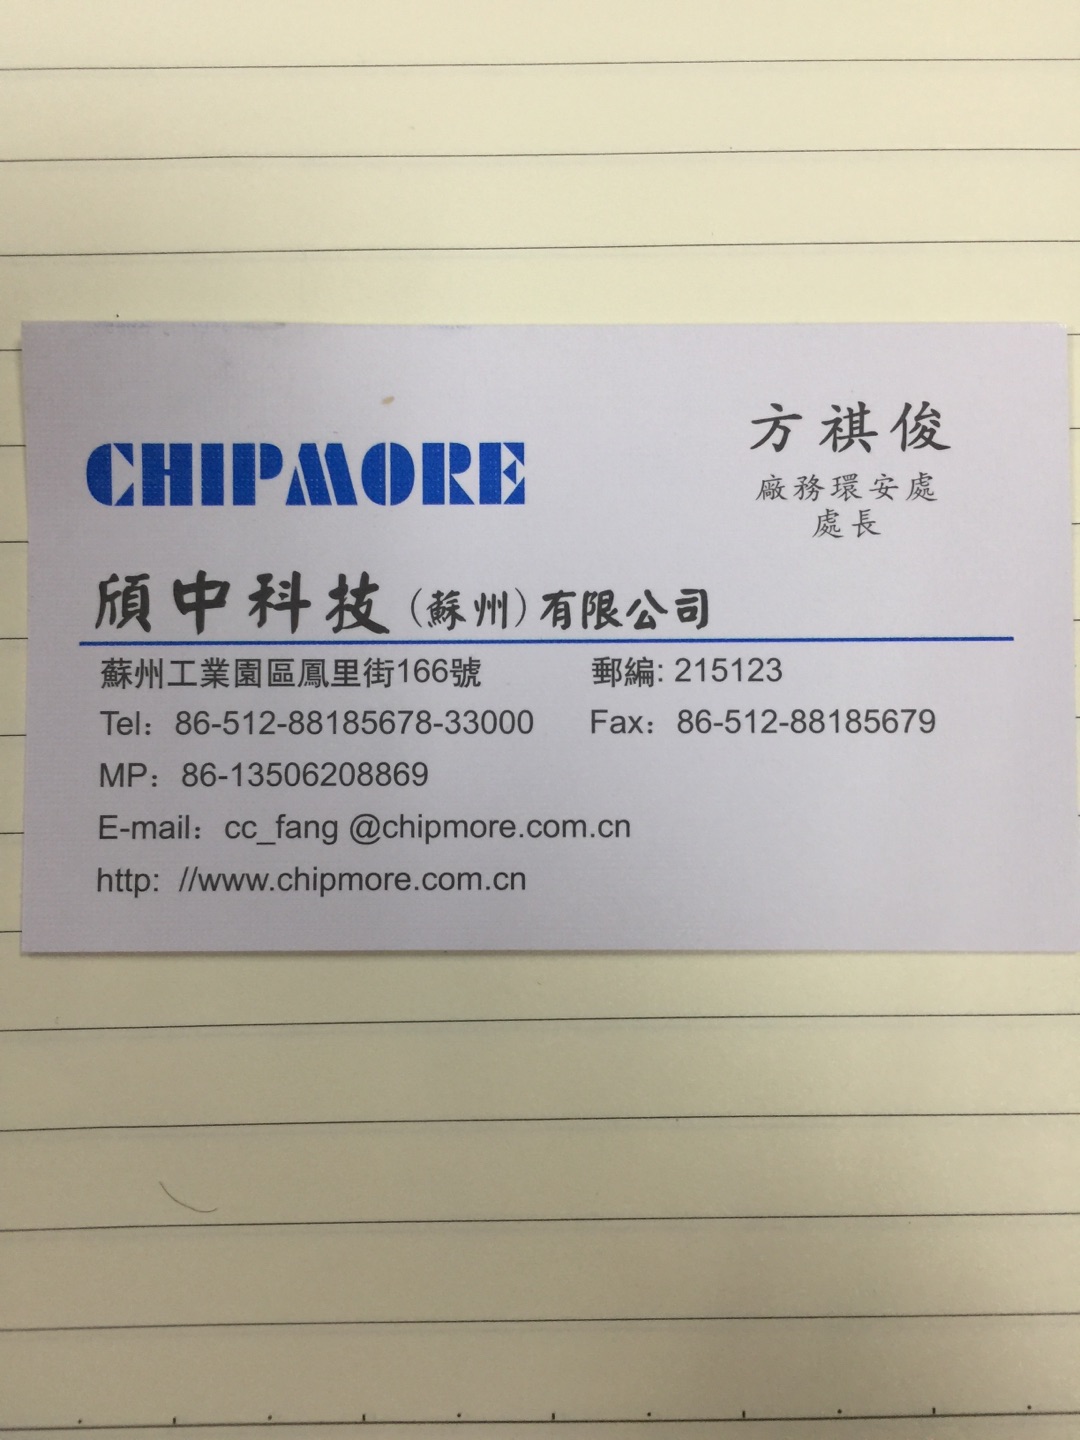 CHIPMORE
方祺俊
廠務環安處
處長
頎中科技(蘇州)有限公司
蘇州工業園區鳳里街166號 郵編: 215123
Tel：86-512-88185678-33000 Fax：86-512-88185679
MP：86-13506208869
E-mail：cc_fang @chipmore.com.cn
http: //www.chipmore.com.cn